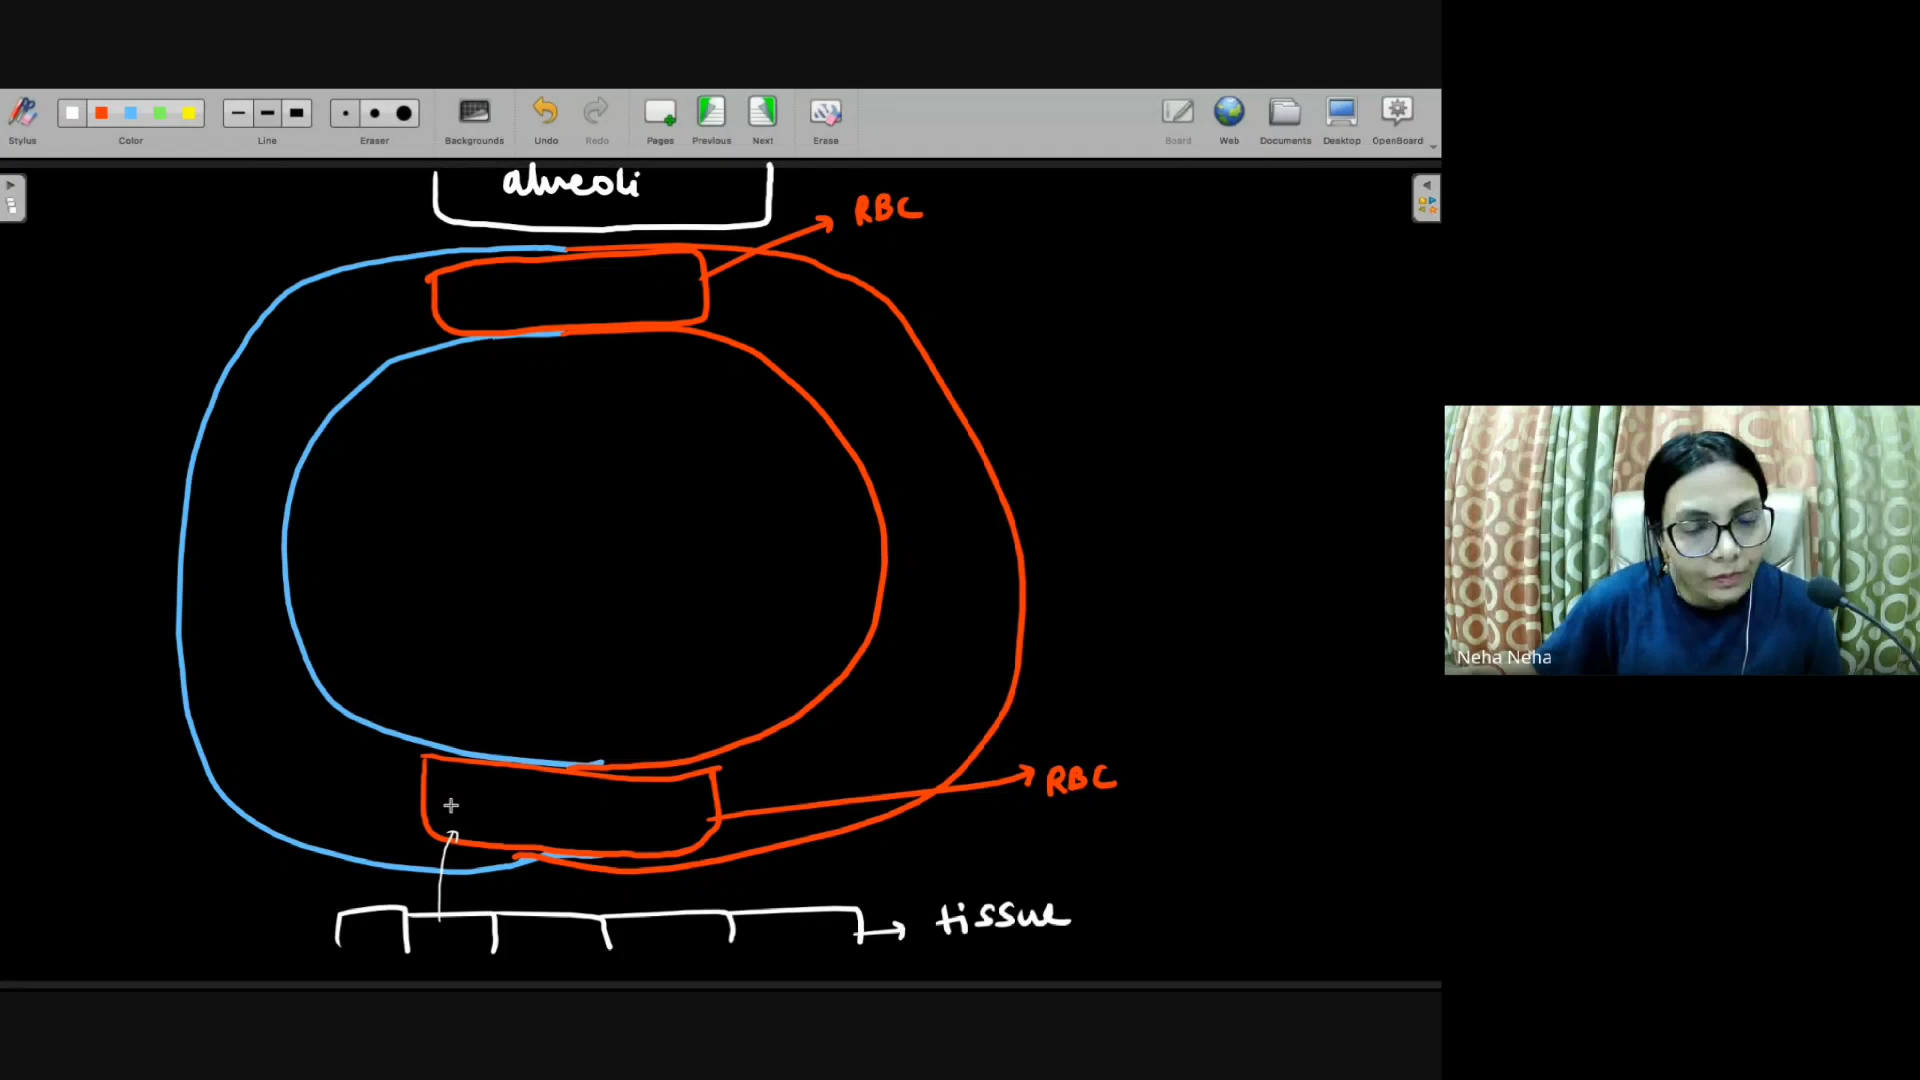 Stylus
Color
Line
Eraser
Backgrounds
Undo
Redo
Pages
Previous
Next
Erase
Board
Web
Documents
Desktop
OpenBoard
alveoli
RBC
Neha Neha
RBC
tissue